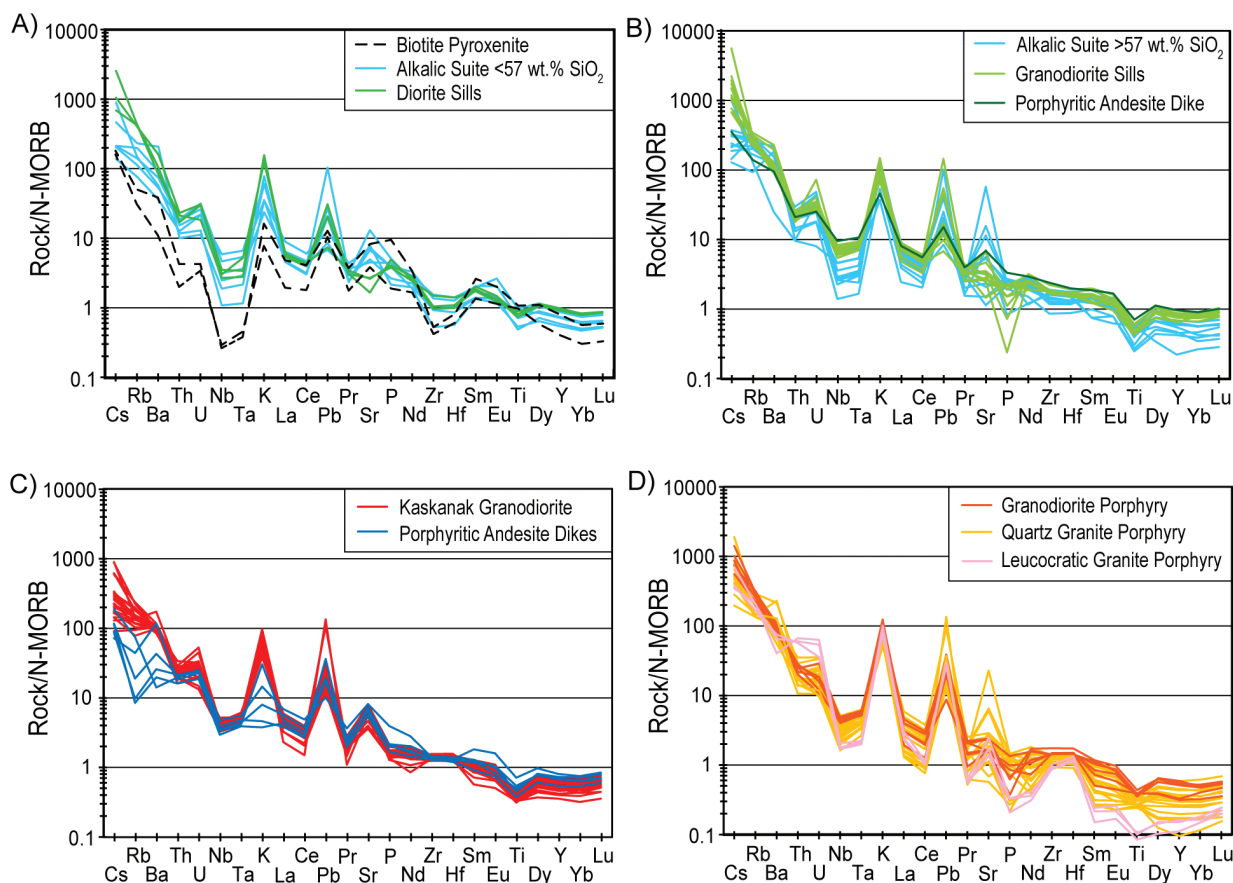 A)
Rock/N-MORB
10000
1000
100
10
1
0.1
Biotite Pyroxenite
Alkalic Suite <57 wt.% SiO₂
Diorite Sills
Rb Th Nb K Ce Pr P Zr Sm Ti Y Lu
Cs Ba U Ta La Pb Sr Nd Hf Eu Dy Yb
B)
Rock/N-MORB
10000
1000
100
10
1
0.1
Alkalic Suite >57 wt.% SiO₂
Granodiorite Sills
Porphyritic Andesite Dike
Rb Th Nb K Ce Pr P Zr Sm Ti Y Lu
Cs Ba U Ta La Pb Sr Nd Hf Eu Dy Yb
C)
Rock/N-MORB
10000
1000
100
10
1
0.1
Kaskanak Granodiorite
Porphyritic Andesite Dikes
Rb Th Nb K Ce Pr P Zr Sm Ti Y Lu
Cs Ba U Ta La Pb Sr Nd Hf Eu Dy Yb
D)
Rock/N-MORB
10000
1000
100
10
1
0.1
Granodiorite Porphyry
Quartz Granite Porphyry
Leucocratic Granite Porphyry
Rb Th Nb K Ce Pr P Zr Sm Ti Y Lu
Cs Ba U Ta La Pb Sr Nd Hf Eu Dy Yb